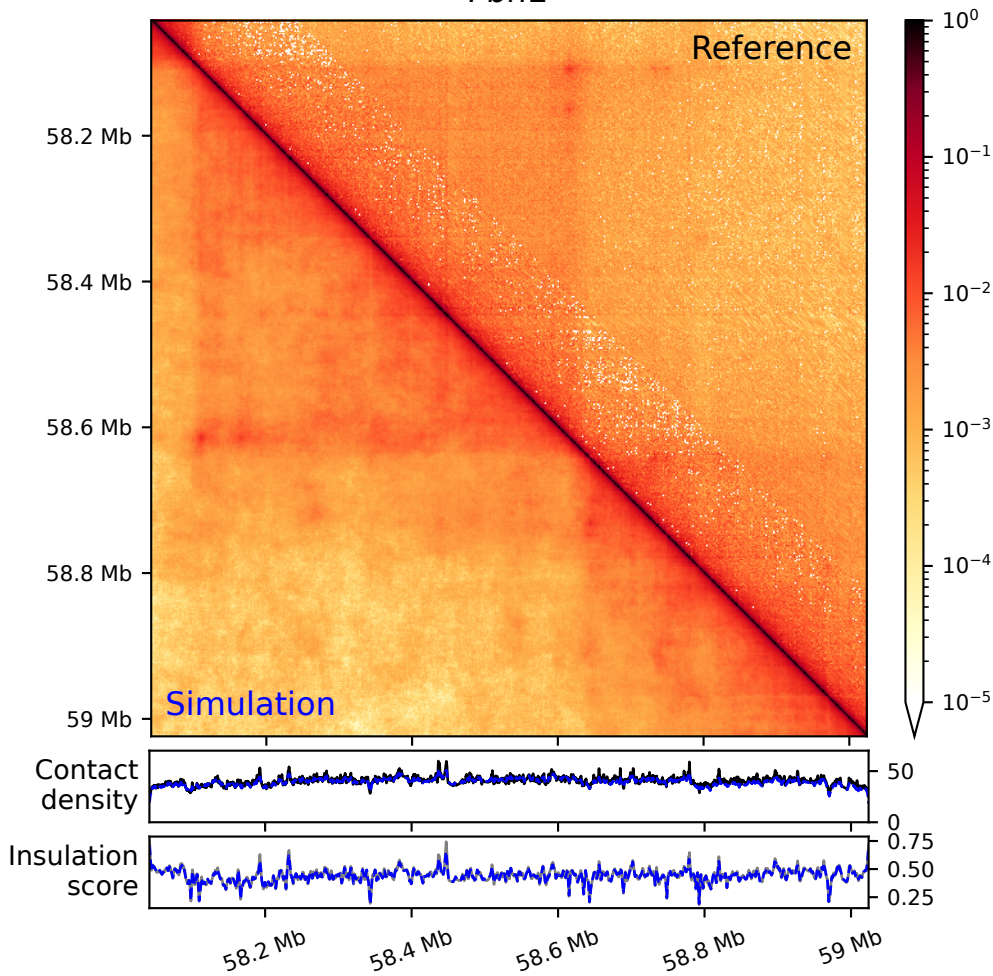 Reference
Simulation
58.2 Mb
58.4 Mb
58.6 Mb
58.8 Mb
59 Mb
10⁰
10⁻¹
10⁻²
10⁻³
10⁻⁴
10⁻⁵
Contact
density
50
0
Insulation
score
0.75
0.50
0.25
58.2 Mb
58.4 Mb
58.6 Mb
58.8 Mb
59 Mb